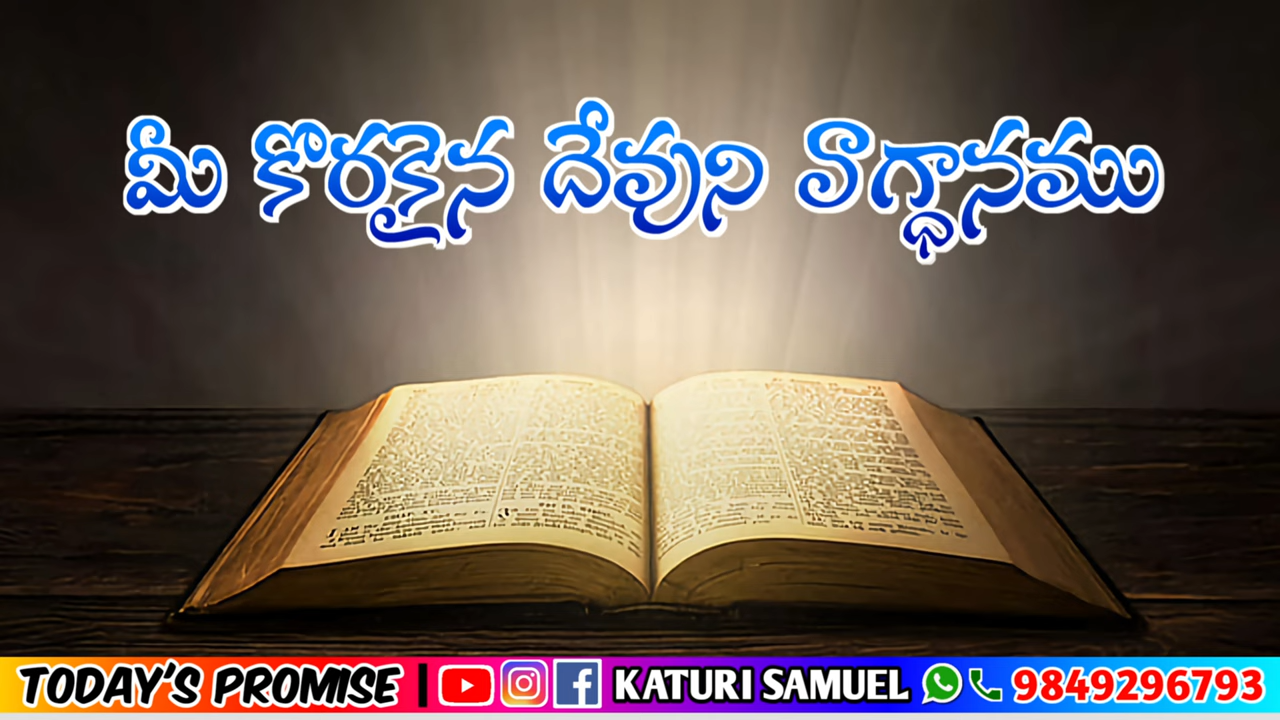 మీ కొరకైన దేవుని వాగ్ధానము
TODAY'S PROMISE | KATURI SAMUEL 9849296793